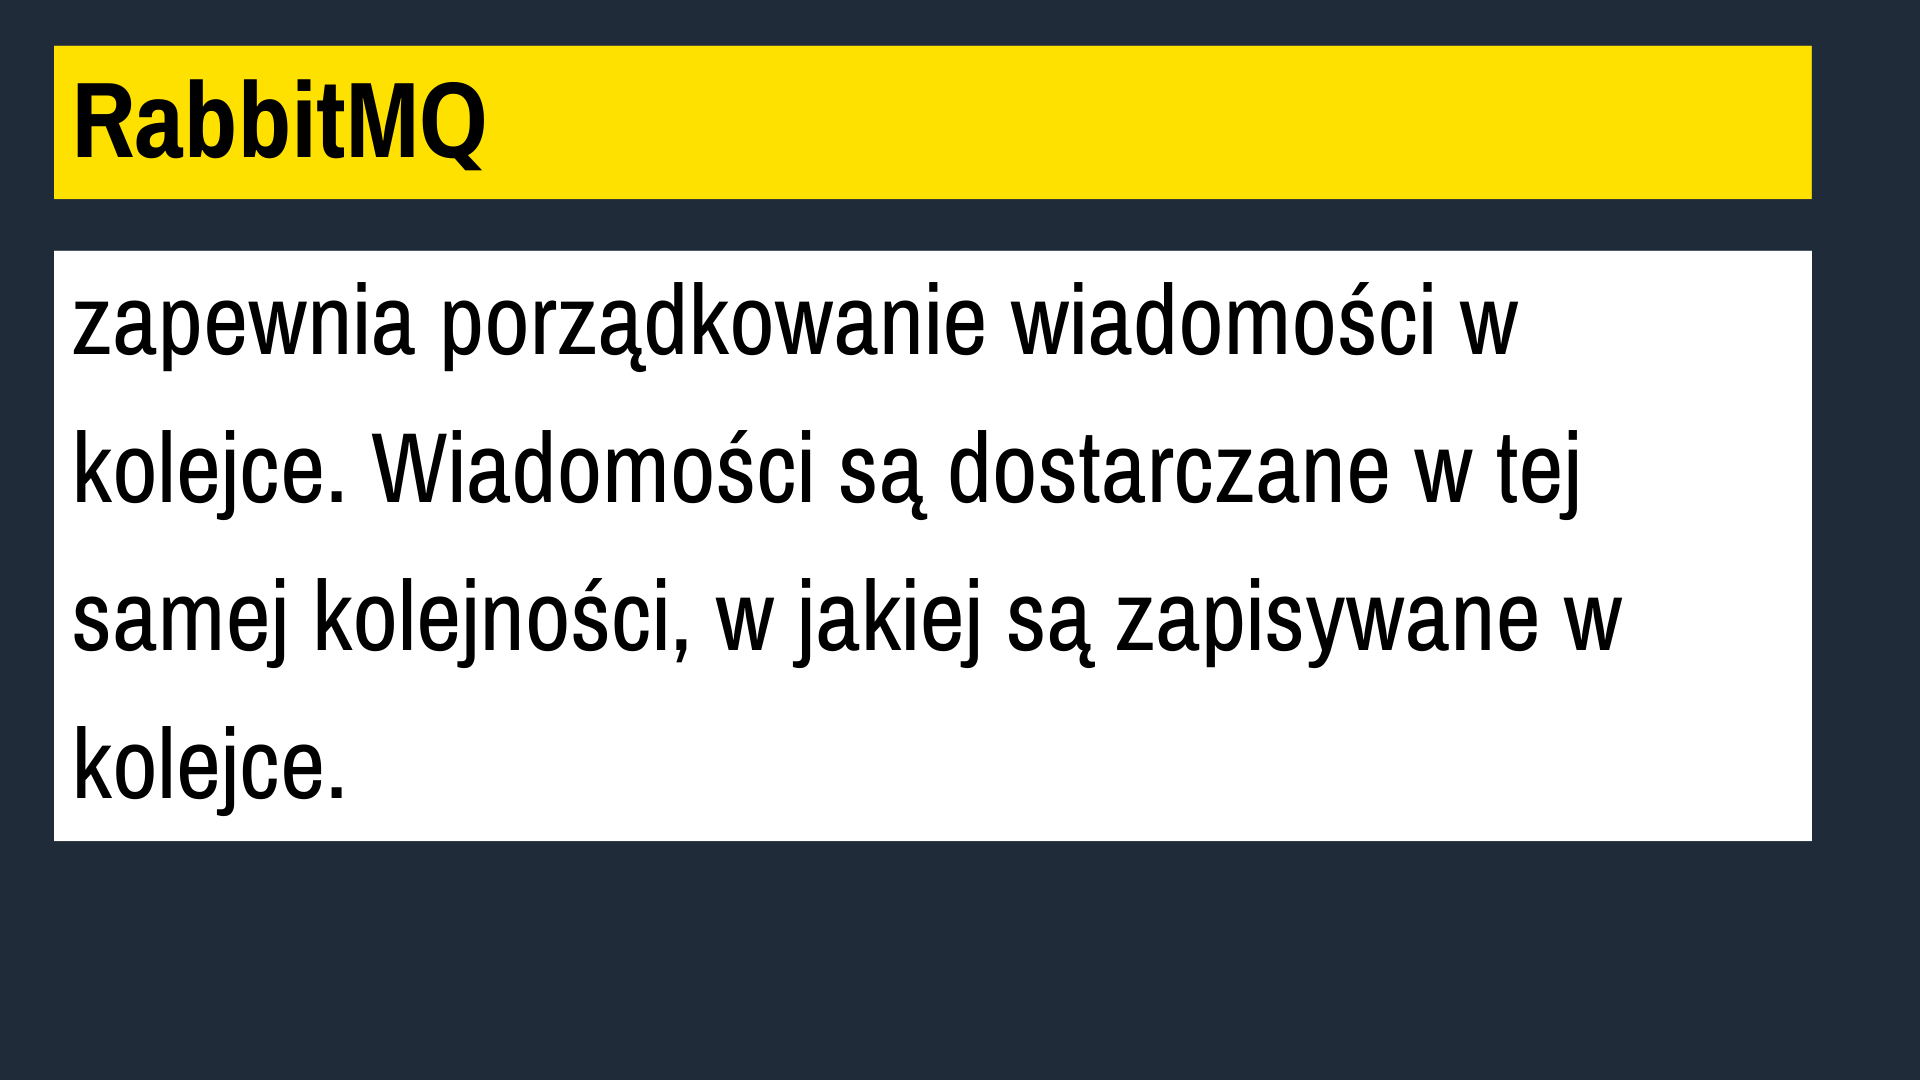 RabbitMQ
zapewnia porządkowanie wiadomości w
kolejce. Wiadomości są dostarczane w tej
samej kolejności, w jakiej są zapisywane w
kolejce.